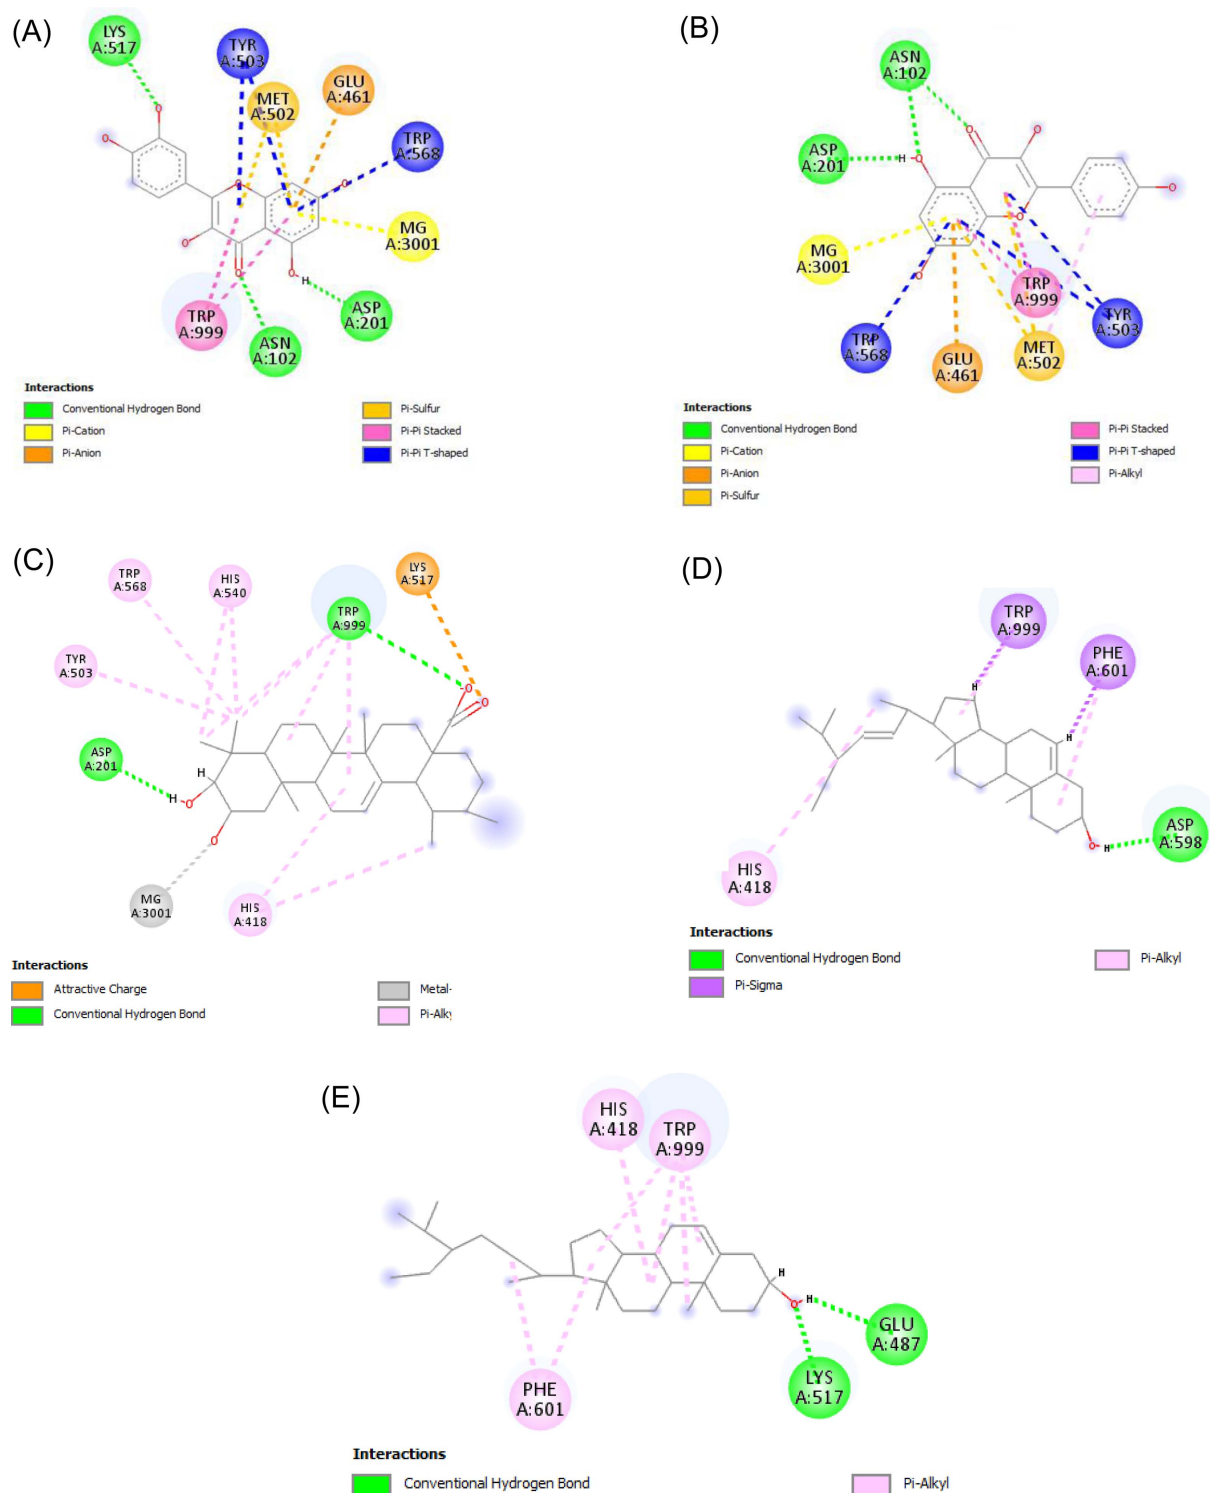 (A)
LYS
A:517
TYR
A:503
MET
A:502
GLU
A:461
TRP
A:568
MG
A:3001
ASP
A:201
ASN
A:102
TRP
A:999
O
O
O
O
O
O
O
H
Interactions
Conventional Hydrogen Bond
Pi-Cation
Pi-Anion
Pi-Sulfur
Pi-Pi Stacked
Pi-Pi T-shaped
(B)
ASN
A:102
ASP
A:201
MG
A:3001
TRP
A:568
GLU
A:461
MET
A:502
TRP
A:999
TYR
A:503
H
O
O
O
O
O
O
Interactions
Conventional Hydrogen Bond
Pi-Cation
Pi-Anion
Pi-Sulfur
Pi-Pi Stacked
Pi-Pi T-shaped
Pi-Alkyl
(C)
TRP
A:568
HIS
A:540
TRP
A:999
LYS
A:517
TYR
A:503
ASP
A:201
MG
A:3001
HIS
A:418
H
H
O
O
O
O
Interactions
Attractive Charge
Conventional Hydrogen Bond
Metal-
Pi-Alky
(D)
TRP
A:999
PHE
A:601
ASP
A:598
HIS
A:418
H
H
O
H
Interactions
Conventional Hydrogen Bond
Pi-Sigma
Pi-Alkyl
(E)
HIS
A:418
TRP
A:999
GLU
A:487
LYS
A:517
PHE
A:601
H
O
H
Interactions
Conventional Hydrogen Bond
Pi-Alkyl